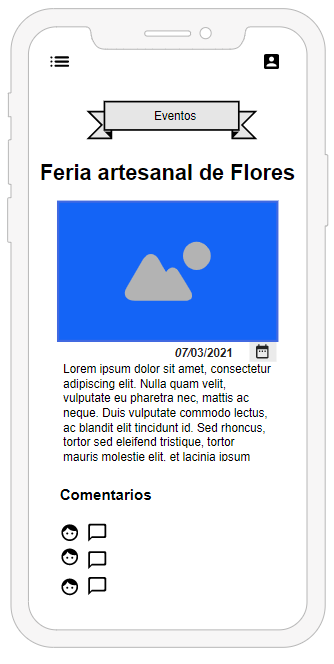 Eventos
Feria artesanal de Flores
07/03/2021
Lorem ipsum dolor sit amet, consectetur
adipiscing elit. Nulla quam velit,
vulputate eu pharetra nec, mattis ac
neque. Duis vulputate commodo lectus,
ac blandit elit tincidunt id. Sed rhoncus,
tortor sed eleifend tristique, tortor
mauris molestie elit, et lacinia ipsum
Comentarios